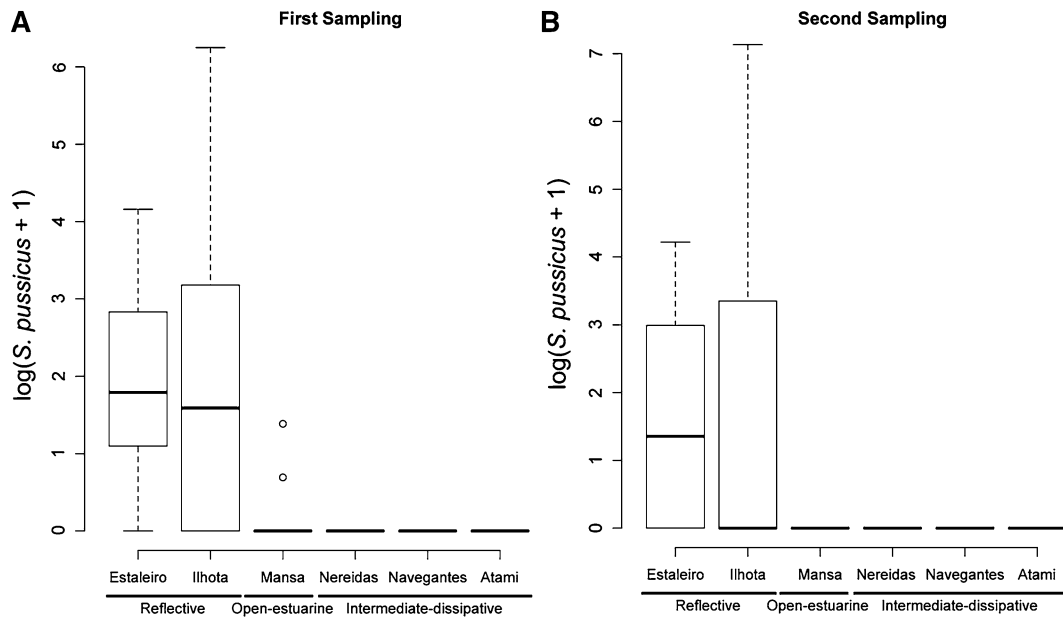 A
First Sampling
log(S. pussicus + 1)
6
5
4
3
2
1
0
Estaleiro Ilhota Mansa Nereidas Navegantes Atami
Reflective Open-estuarine Intermediate-dissipative
B
Second Sampling
log(S. pussicus + 1)
7
6
5
4
3
2
1
0
Estaleiro Ilhota Mansa Nereidas Navegantes Atami
Reflective Open-estuarine Intermediate-dissipative